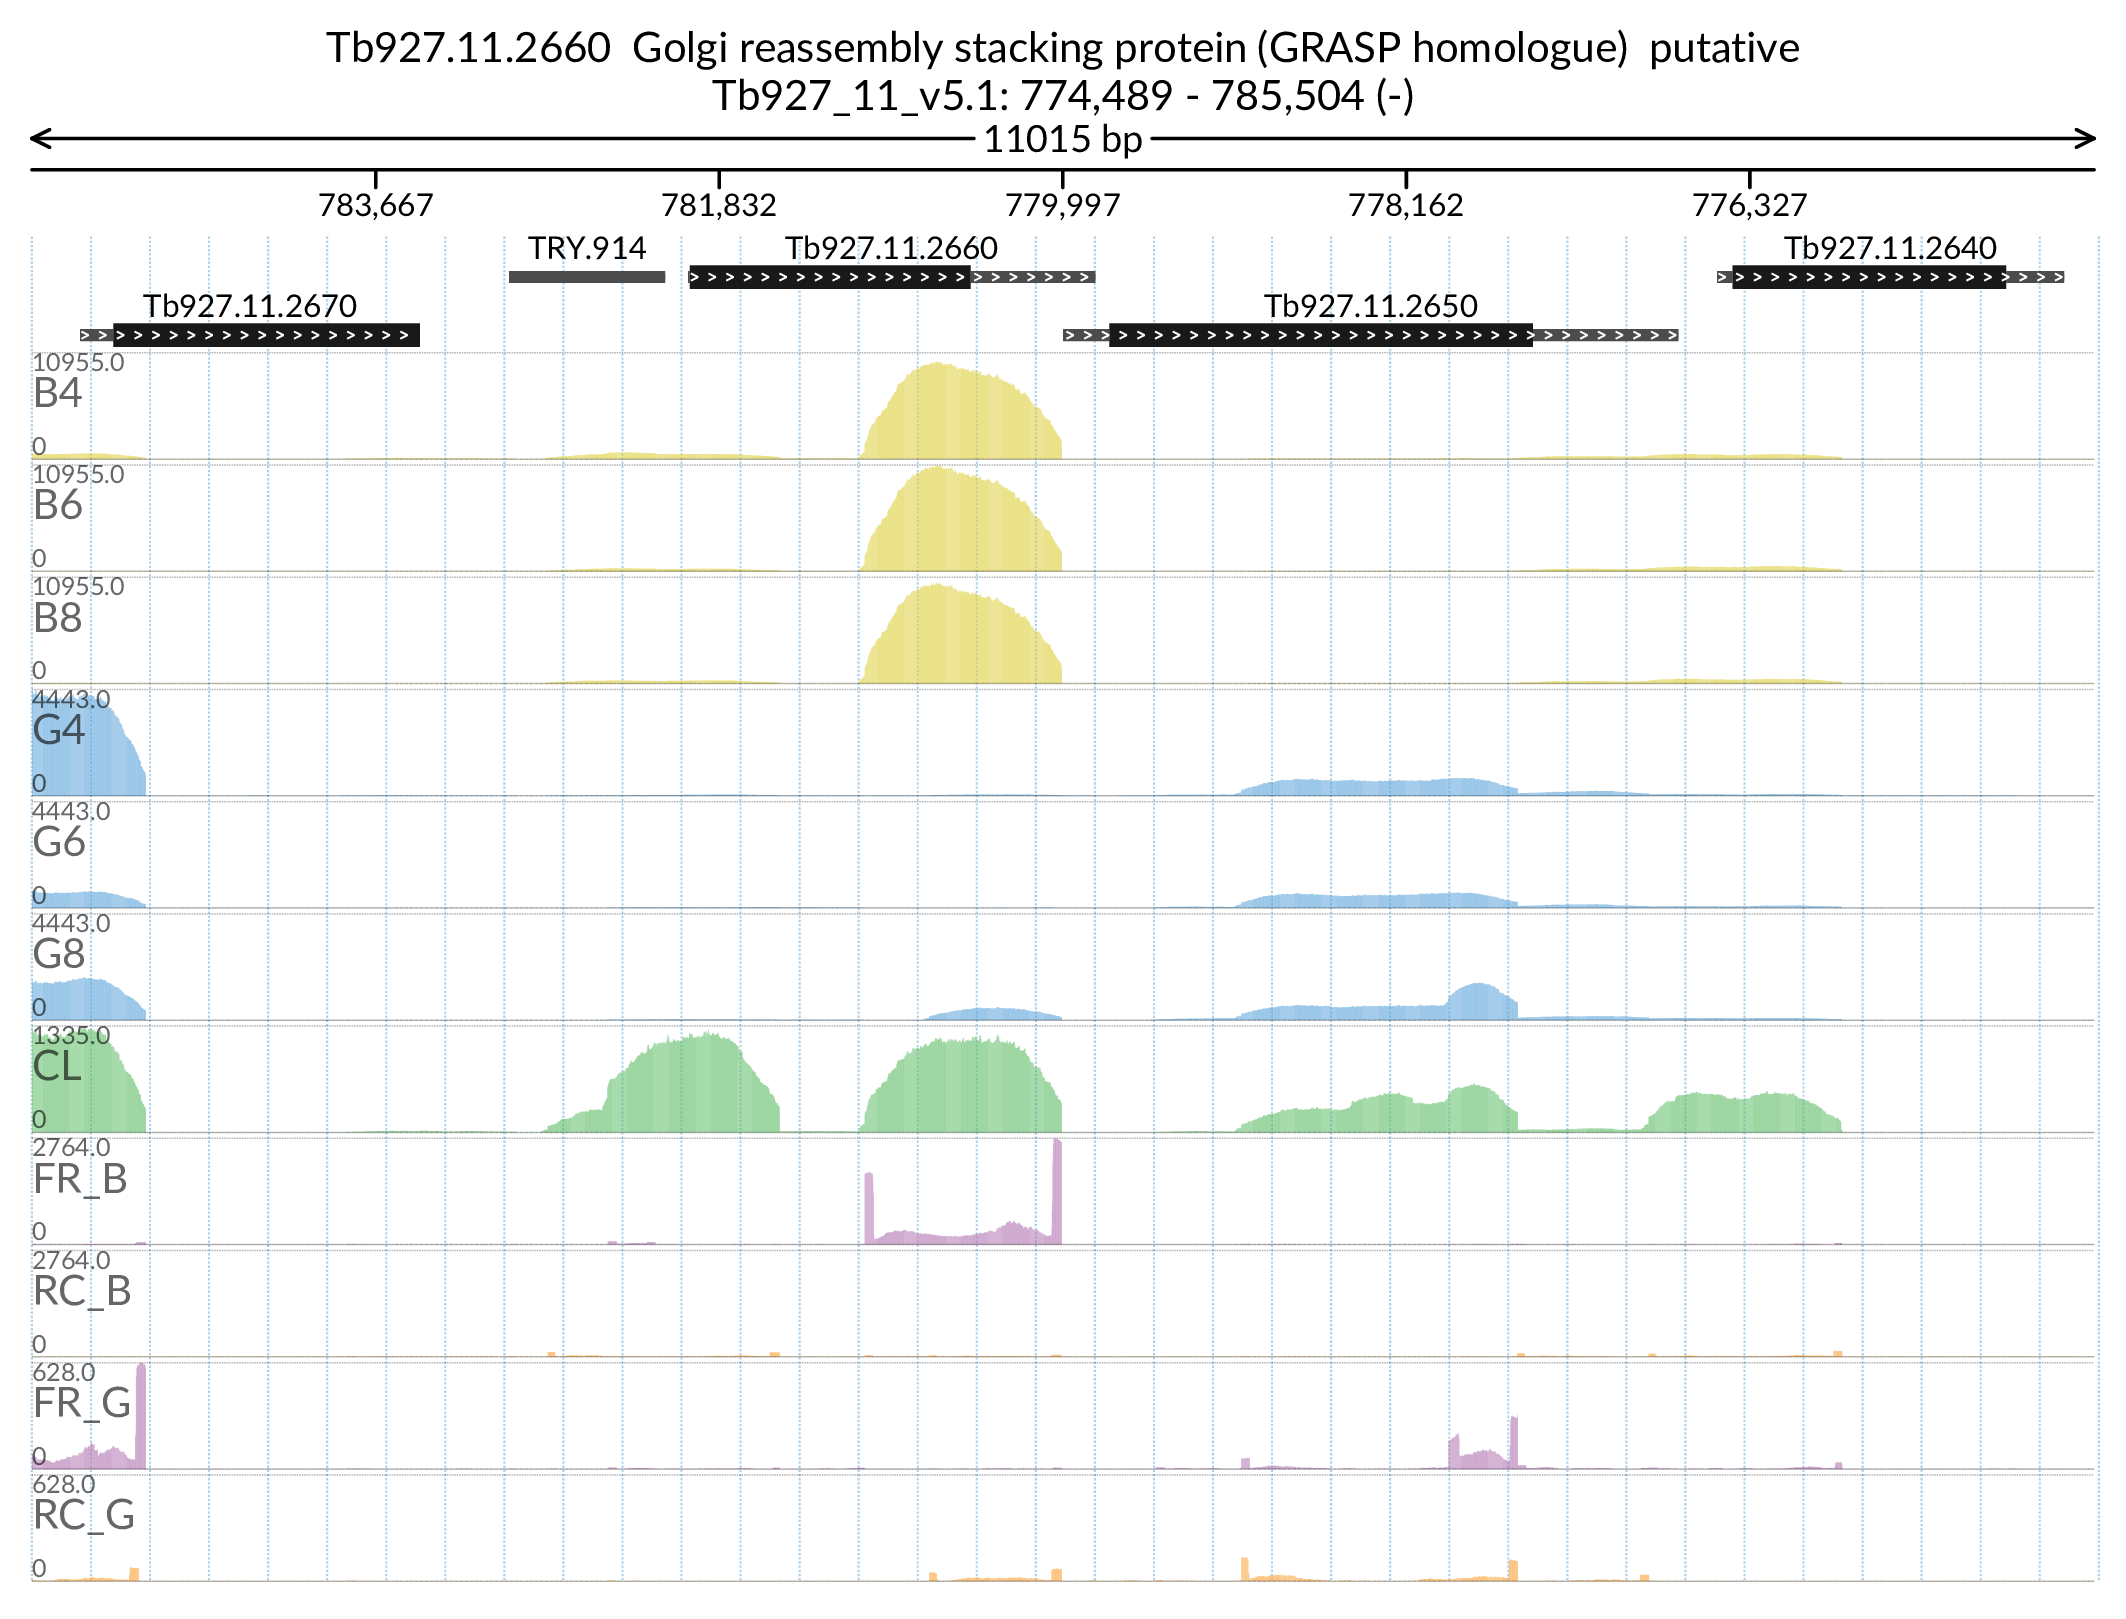 Tb927.11.2660  Golgi reassembly stacking protein (GRASP homologue)  putative
Tb927_11_v5.1: 774,489 - 785,504 (-)
11015 bp
783,667 781,832 779,997 778,162 776,327
TRY.914 Tb927.11.2660 Tb927.11.2640
Tb927.11.2670 Tb927.11.2650
10955.0
B4
0
10955.0
B6
0
10955.0
B8
0
4443.0
G4
0
4443.0
G6
0
4443.0
G8
0
1335.0
CL
0
2764.0
FR_B
0
2764.0
RC_B
0
628.0
FR_G
0
628.0
RC_G
0